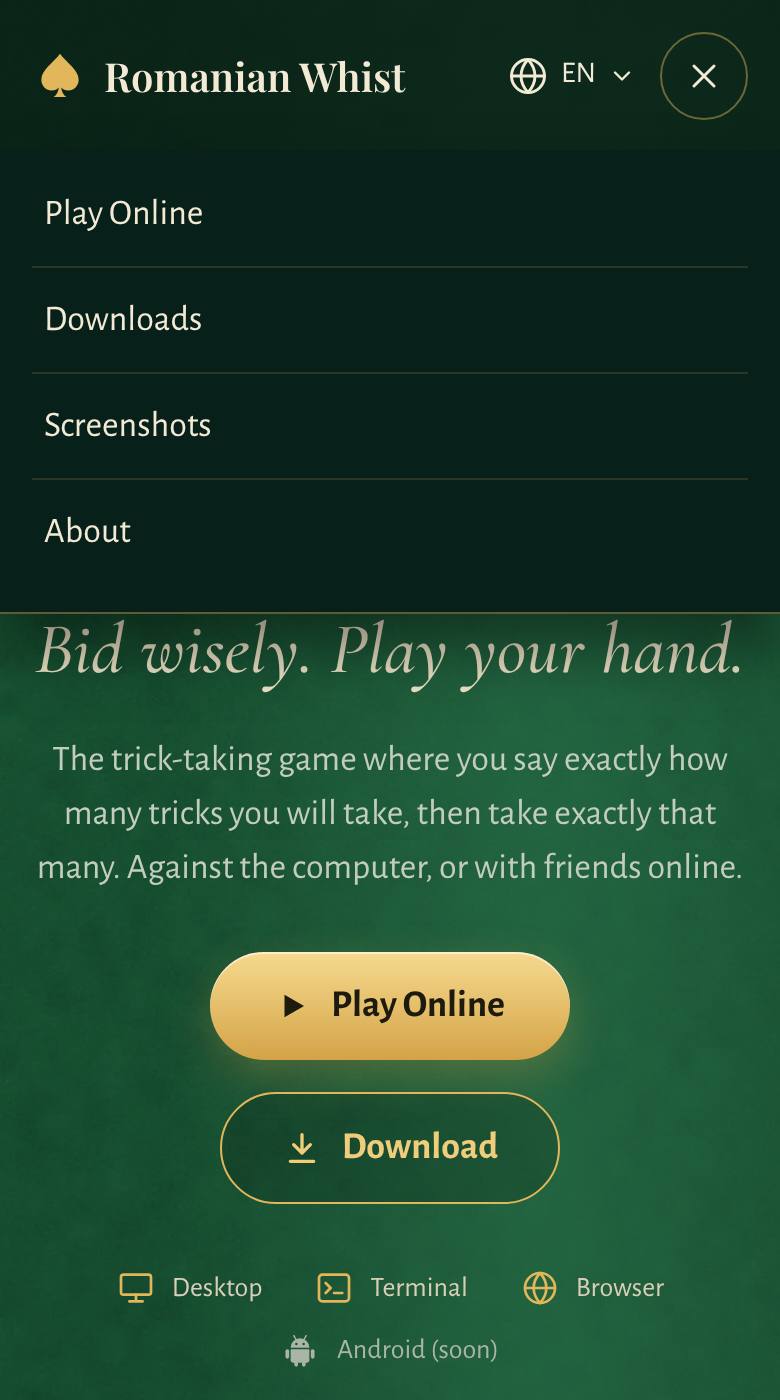 Romanian Whist
EN
Play Online
Downloads
Screenshots
About
Bid wisely. Play your hand.
The trick-taking game where you say exactly how
many tricks you will take, then take exactly that
many. Against the computer, or with friends online.
Play Online
Download
Desktop
Terminal
Browser
Android (soon)